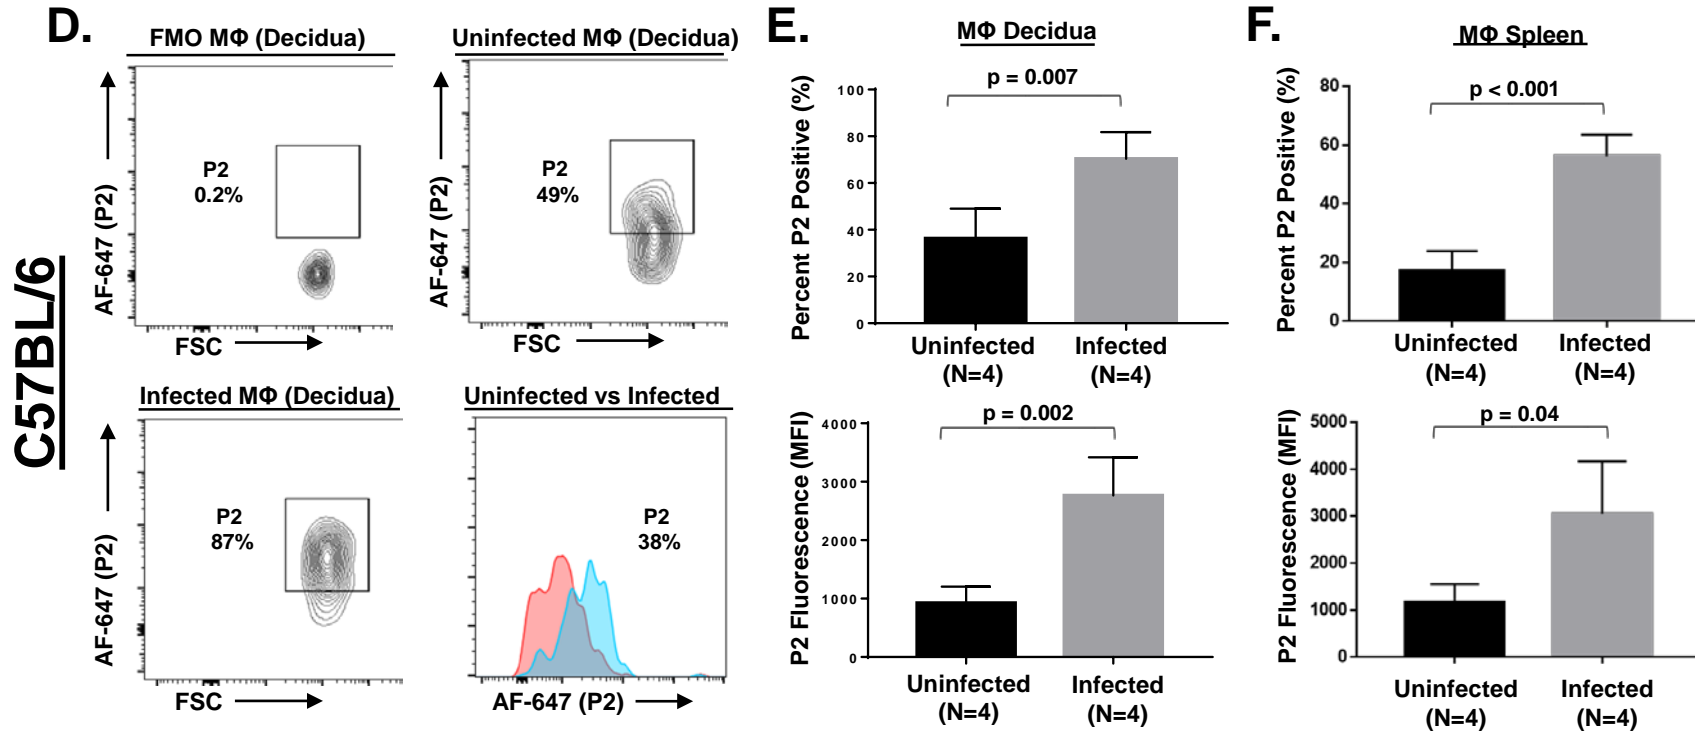 D.
C57BL/6
FMO MΦ (Decidua)
AF-647 (P2)
P2
0.2%
FSC
Uninfected MΦ (Decidua)
AF-647 (P2)
P2
49%
FSC
Infected MΦ (Decidua)
AF-647 (P2)
P2
87%
FSC
Uninfected vs Infected
P2
38%
AF-647 (P2)
E.
MΦ Decidua
p = 0.007
Percent P2 Positive (%)
100
80
60
40
20
0
Uninfected Infected
(N=4) (N=4)
p = 0.002
P2 Fluorescence (MFI)
4000
3000
2000
1000
0
Uninfected Infected
(N=4) (N=4)
F.
MΦ Spleen
p < 0.001
Percent P2 Positive (%)
80
60
40
20
0
Uninfected Infected
(N=4) (N=4)
p = 0.04
P2 Fluorescence (MFI)
5000
4000
3000
2000
1000
0
Uninfected Infected
(N=4) (N=4)